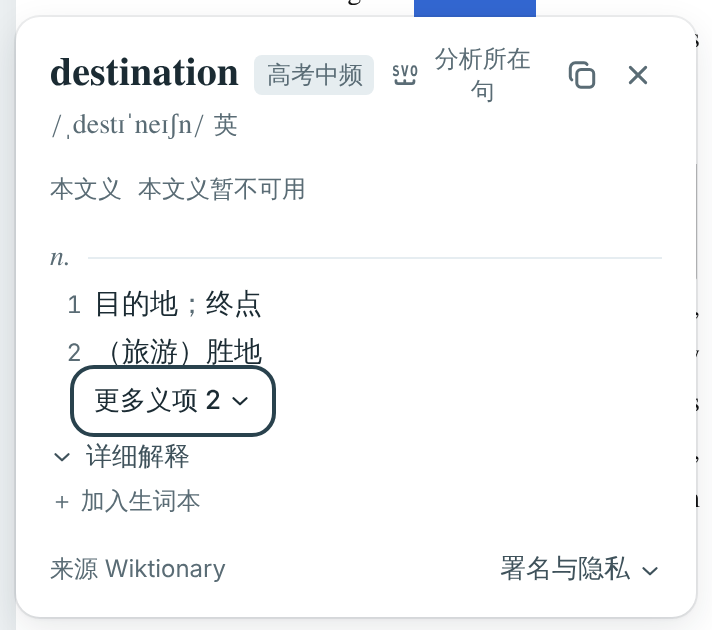 destination 高考中频 SVO 分析所在句
/ˌdestɪˈneɪʃn/ 英
本文义 本文义暂不可用
n.
1 目的地；终点
2 （旅游）胜地
更多义项 2
详细解释
+ 加入生词本
来源 Wiktionary 署名与隐私